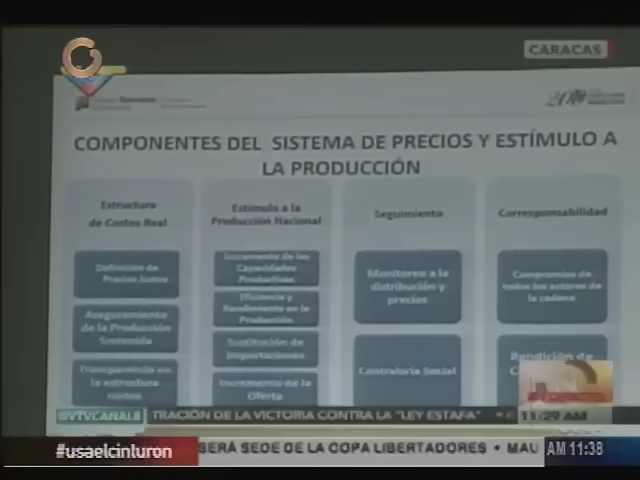 CARACAS
COMPONENTES DEL SISTEMA DE PRECIOS Y ESTÍMULO A
LA PRODUCCIÓN
Estructura
de Costos Real
Definición de
Precios Justos
Aseguramiento
de la Producción
Sostenida
Transparencia en
la estructura
costos
Estímulo a la
Producción Nacional
Incremento de las
Capacidades
Productivas
Eficiencia y
Rendimiento en la
Producción
Sustitución de
Importaciones
Incremento de la
Oferta
Seguimiento
Monitoreo a la
distribución y
precios
Contraloría Social
Corresponsabilidad
Compromiso de
todos los actores de
la cadena
Rendición de
@VTVCANAL8
TRACIÓN DE LA VICTORIA CONTRA LA "LEY ESTAFA"
11:29 AM
#usaelcinturon
SERÁ SEDE DE LA COPA LIBERTADORES • MAU
AM 11:38